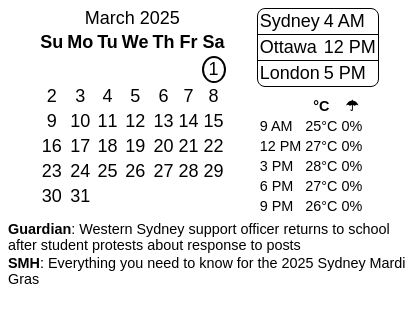 March 2025
Su Mo Tu We Th Fr Sa
1
2 3 4 5 6 7 8
9 10 11 12 13 14 15
16 17 18 19 20 21 22
23 24 25 26 27 28 29
30 31
Sydney 4 AM
Ottawa 12 PM
London 5 PM
°C ☂
9 AM 25°C 0%
12 PM 27°C 0%
3 PM 28°C 0%
6 PM 27°C 0%
9 PM 26°C 0%
Guardian: Western Sydney support officer returns to school
after student protests about response to posts
SMH: Everything you need to know for the 2025 Sydney Mardi
Gras